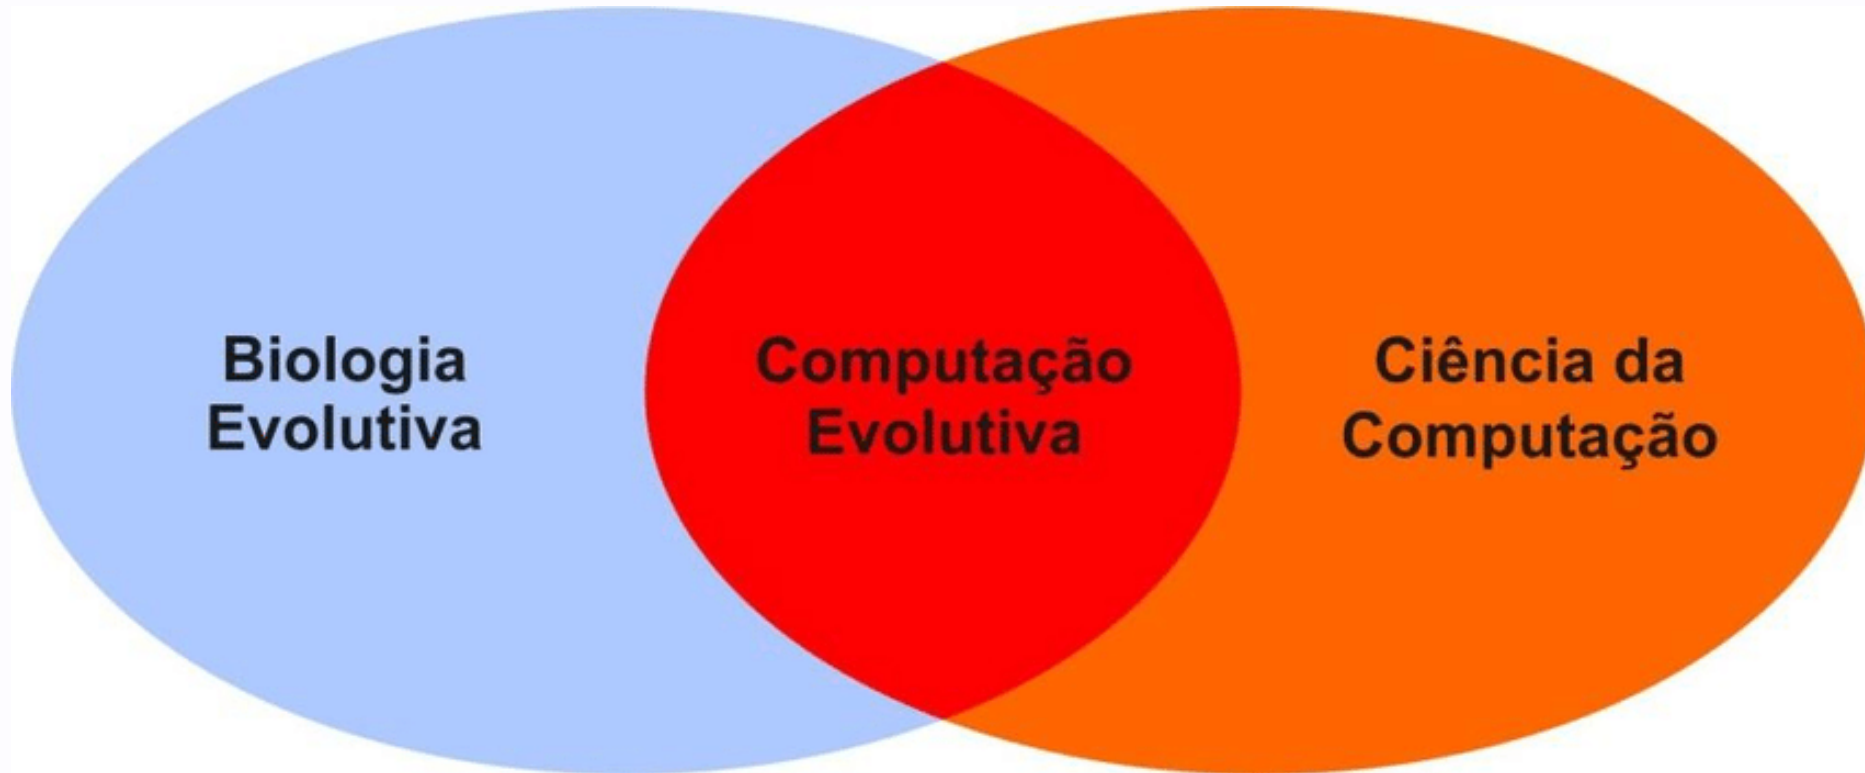 Biologia
Evolutiva
Computação
Evolutiva
Ciência da
Computação